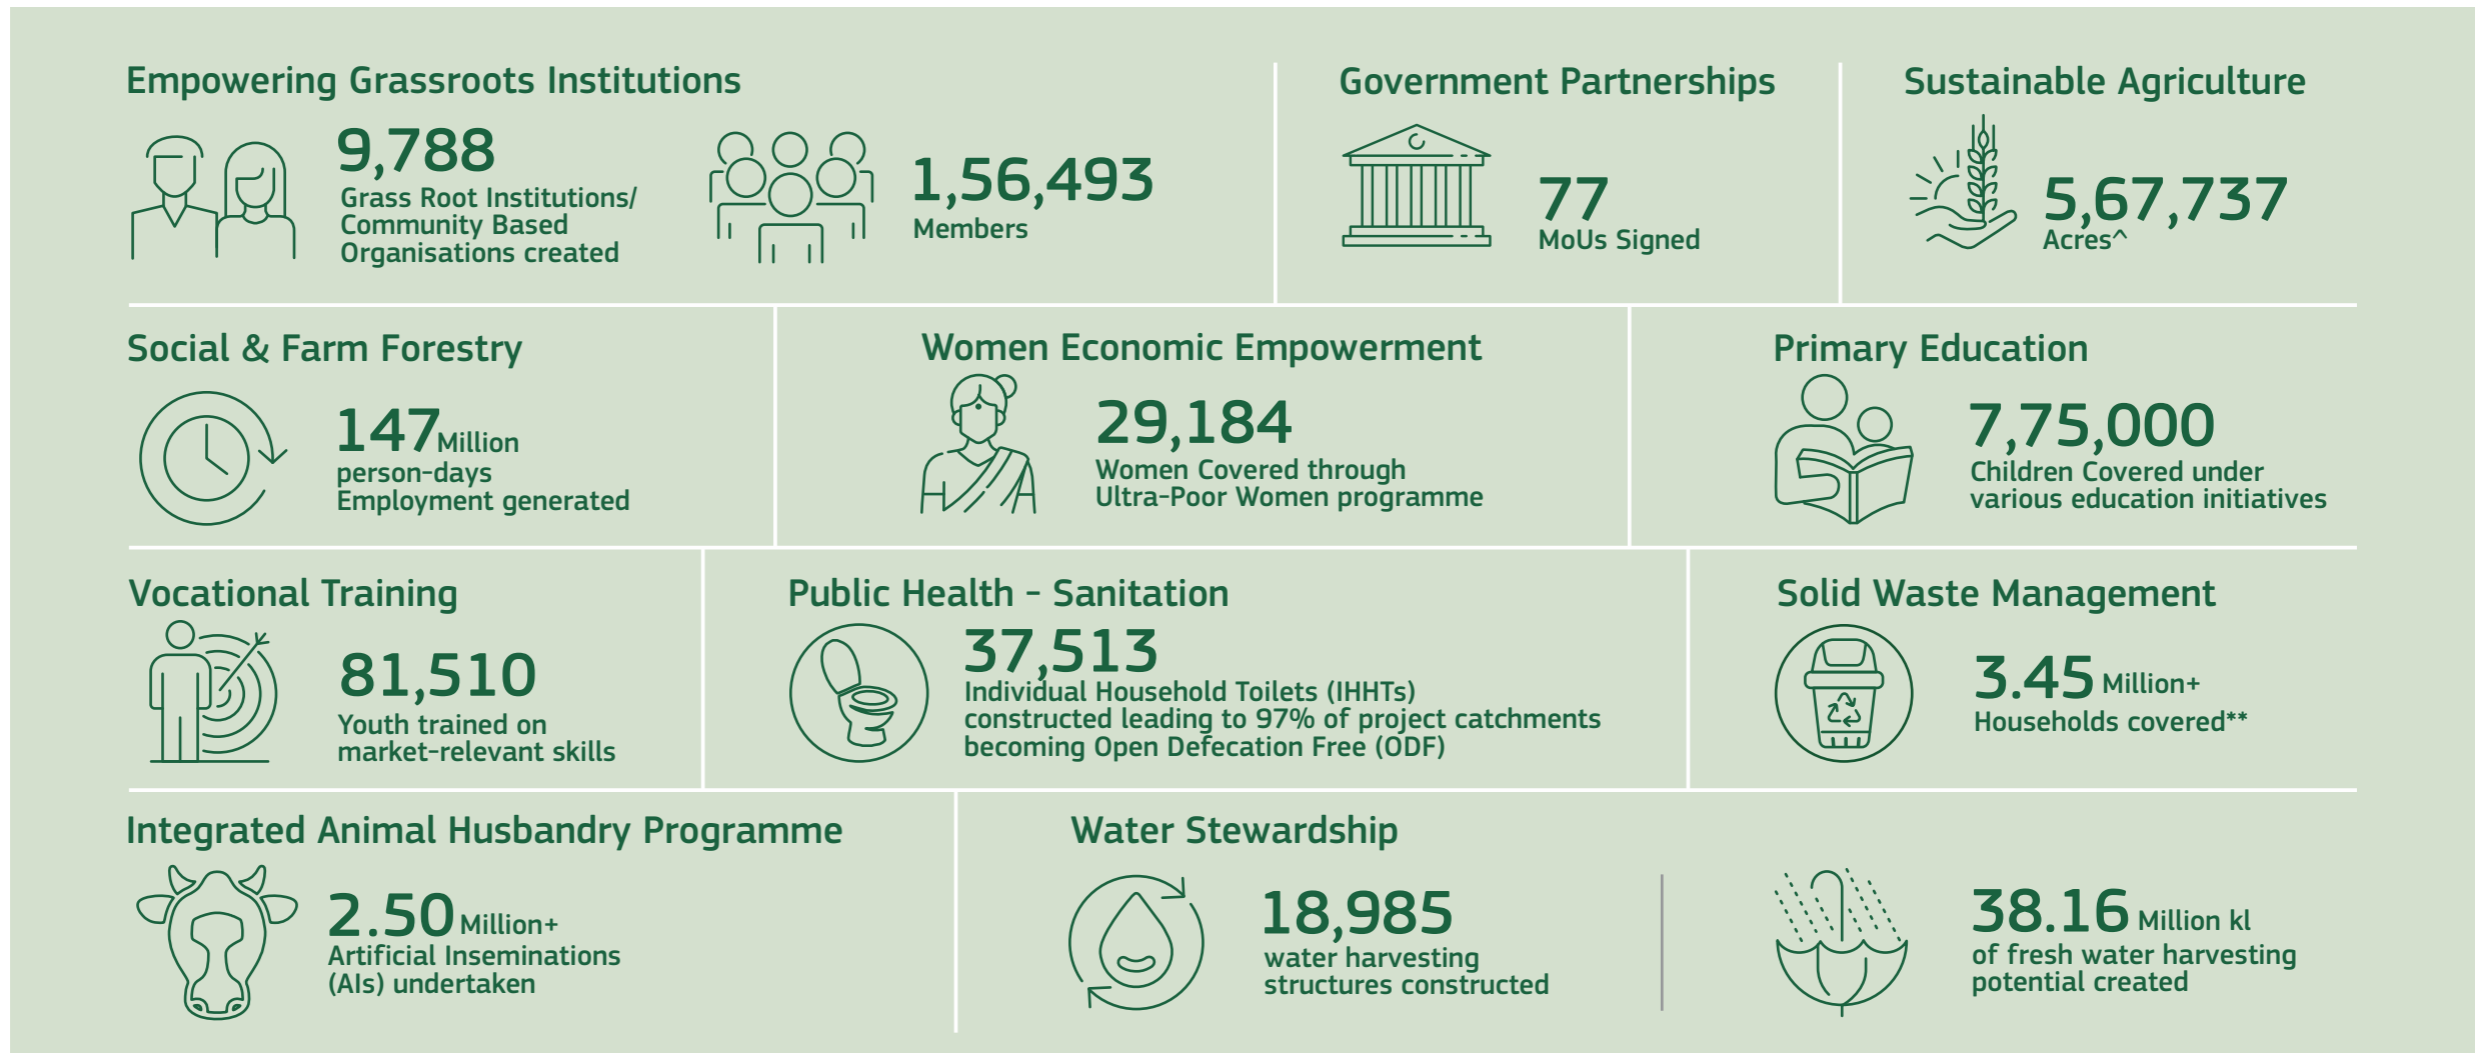 Empowering Grassroots Institutions
9,788
Grass Root Institutions/
Community Based
Organisations created
1,56,493
Members
Government Partnerships
77
MoUs Signed
Sustainable Agriculture
5,67,737
Acres^
Social & Farm Forestry
147 Million
person-days
Employment generated
Women Economic Empowerment
29,184
Women Covered through
Ultra-Poor Women programme
Primary Education
7,75,000
Children Covered under
various education initiatives
Vocational Training
81,510
Youth trained on
market-relevant skills
Public Health - Sanitation
37,513
Individual Household Toilets (IHHTs)
constructed leading to 97% of project catchments
becoming Open Defecation Free (ODF)
Solid Waste Management
3.45 Million+
Households covered**
Integrated Animal Husbandry Programme
2.50 Million+
Artificial Inseminations
(AIs) undertaken
Water Stewardship
18,985
water harvesting
structures constructed
38.16 Million kl
of fresh water harvesting
potential created